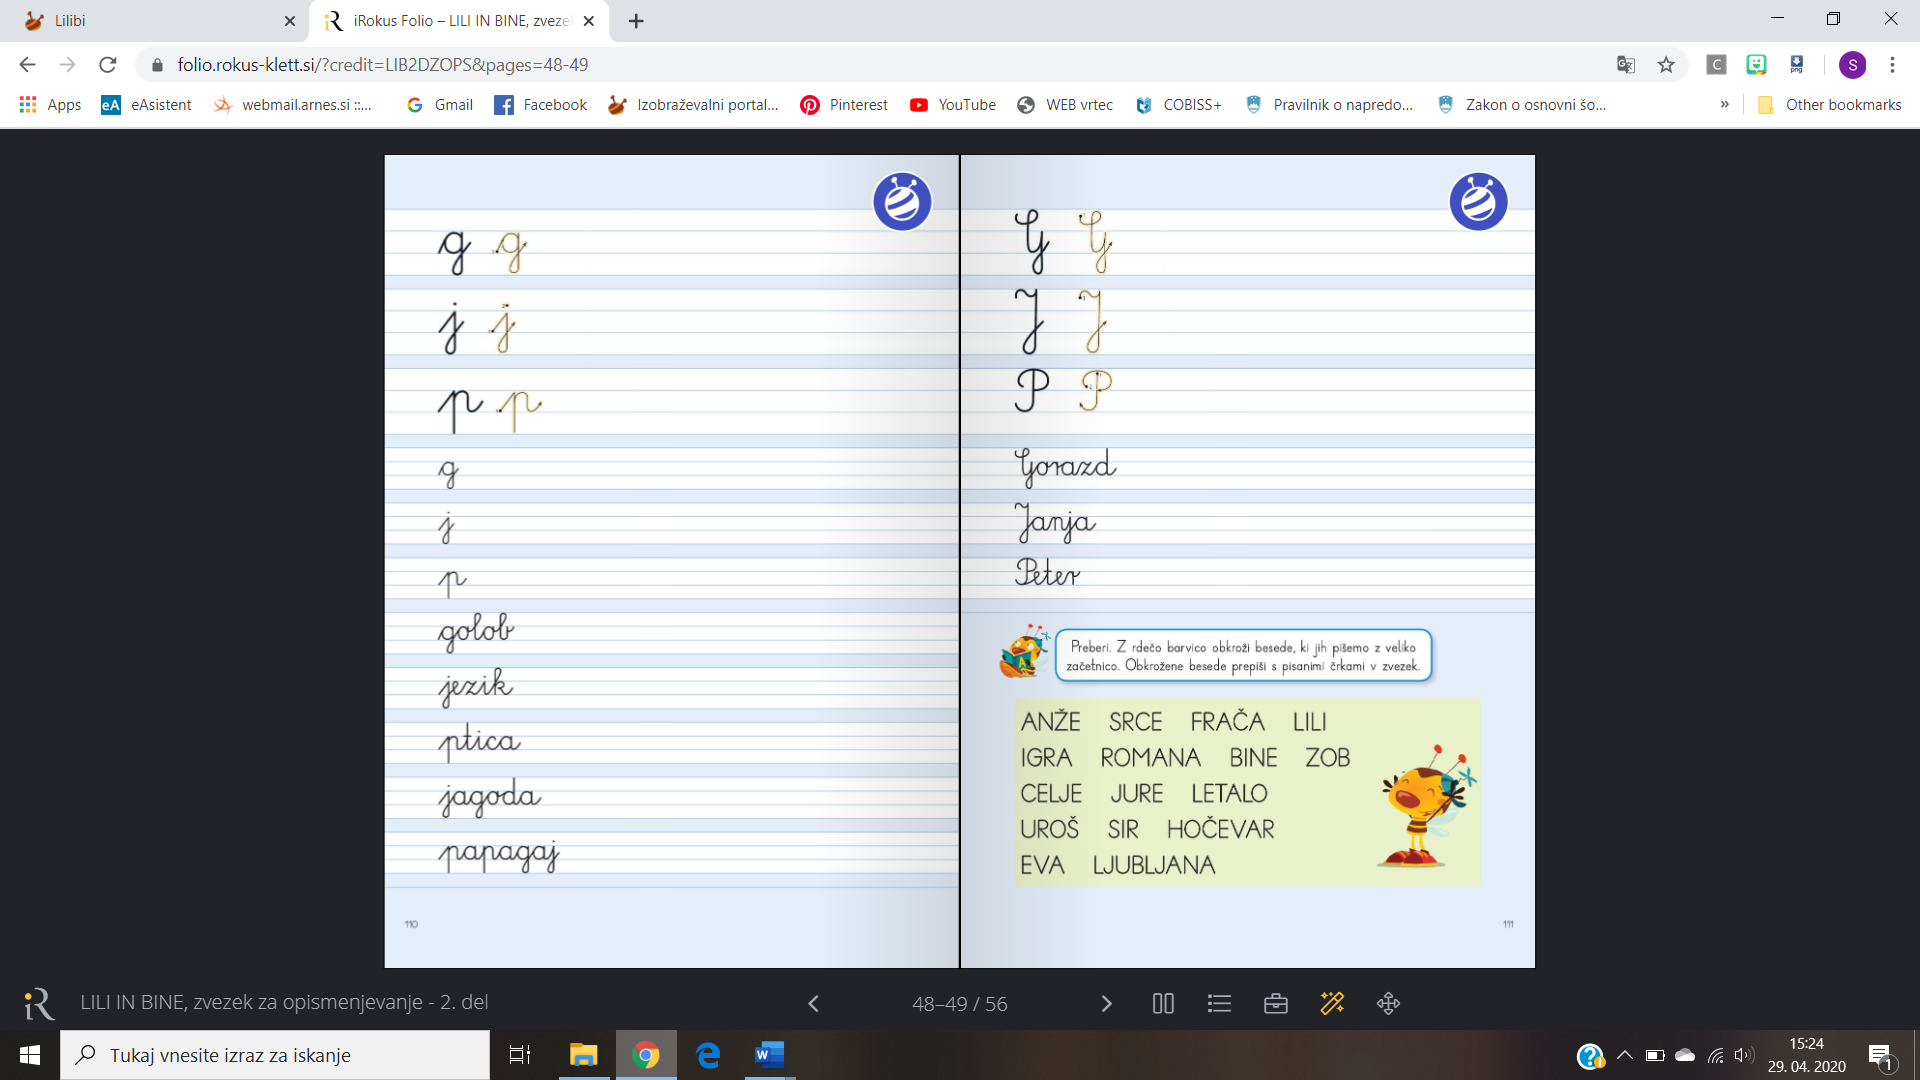 Lilibi
iRokus Folio – LILI IN BINE, zveze
folio.rokus-klett.si/?credit=LIB2DZOPS&pages=48-49
S
Apps eAsistent webmail.arnes.si ::... Gmail Facebook Izobraževalni portal... Pinterest YouTube WEB vrtec COBISS+ Pravilnik o napredo... Zakon o osnovni šo... » Other bookmarks
g g
j j
p p
g
j
p
golob
jezik
ptica
jagoda
papagaj
110
G G
J J
P P
Gorazd
Janja
Peter
Preberi. Z rdečo barvico obkroži besede, ki jih pišemo z veliko
začetnico. Obkrožene besede prepiši s pisanimi črkami v zvezek.
ANŽE SRCE FRAČA LILI
IGRA ROMANA BINE ZOB
CELJE JURE LETALO
UROŠ SIR HOČEVAR
EVA LJUBLJANA
111
iR LILI IN BINE, zvezek za opismenjevanje - 2. del
48–49 / 56
Tukaj vnesite izraz za iskanje
15:24
29. 04. 2020
1